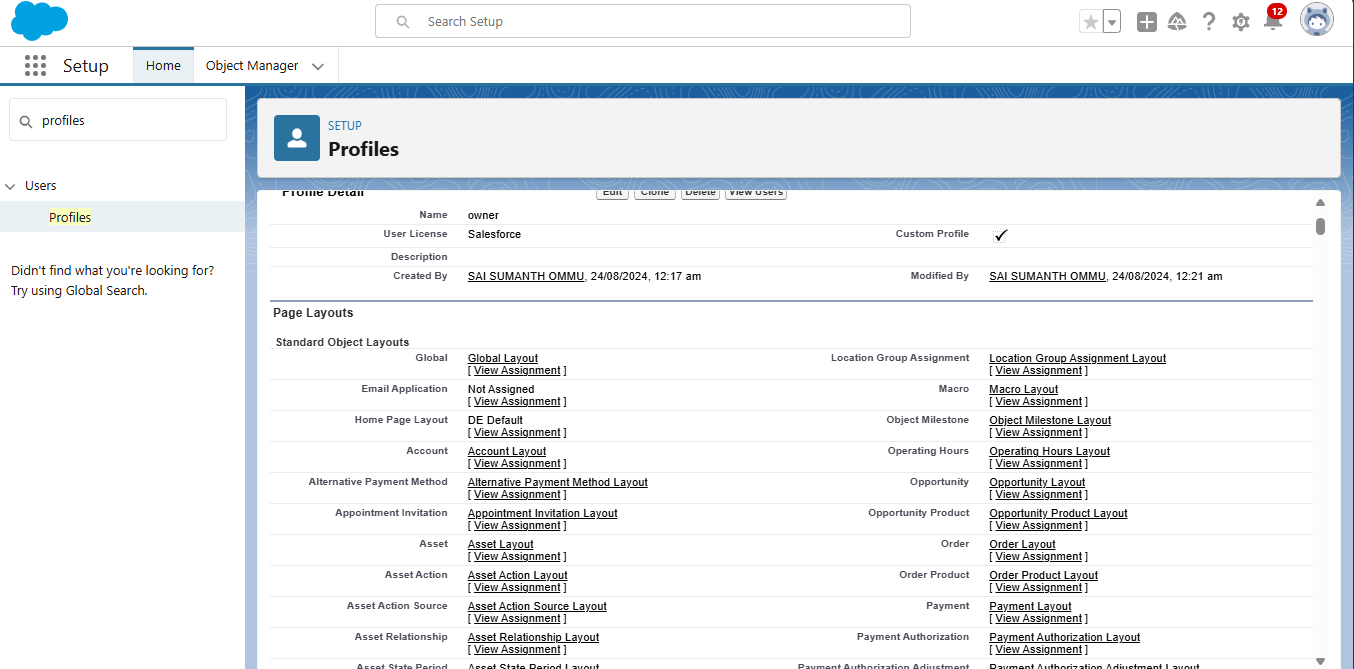 Search Setup
12
Setup
Home
Object Manager
profiles
Users
Profiles
Didn't find what you're looking for?
Try using Global Search.
SETUP
Profiles
Profile Detail
Edit Clone Delete View Users
Name owner
User License Salesforce Custom Profile
Description
Created By SAI SUMANTH OMMU, 24/08/2024, 12:17 am Modified By SAI SUMANTH OMMU, 24/08/2024, 12:21 am
Page Layouts
Standard Object Layouts
Global Global Layout Location Group Assignment Location Group Assignment Layout
[ View Assignment ] [ View Assignment ]
Email Application Not Assigned Macro Macro Layout
[ View Assignment ] [ View Assignment ]
Home Page Layout DE Default Object Milestone Object Milestone Layout
[ View Assignment ] [ View Assignment ]
Account Account Layout Operating Hours Operating Hours Layout
[ View Assignment ] [ View Assignment ]
Alternative Payment Method Alternative Payment Method Layout Opportunity Opportunity Layout
[ View Assignment ] [ View Assignment ]
Appointment Invitation Appointment Invitation Layout Opportunity Product Opportunity Product Layout
[ View Assignment ] [ View Assignment ]
Asset Asset Layout Order Order Layout
[ View Assignment ] [ View Assignment ]
Asset Action Asset Action Layout Order Product Order Product Layout
[ View Assignment ] [ View Assignment ]
Asset Action Source Asset Action Source Layout Payment Payment Layout
[ View Assignment ] [ View Assignment ]
Asset Relationship Asset Relationship Layout Payment Authorization Payment Authorization Layout
[ View Assignment ] [ View Assignment ]
Asset State Period Asset State Period Layout Payment Authorization Adjustment Payment Authorization Adjustment Layout